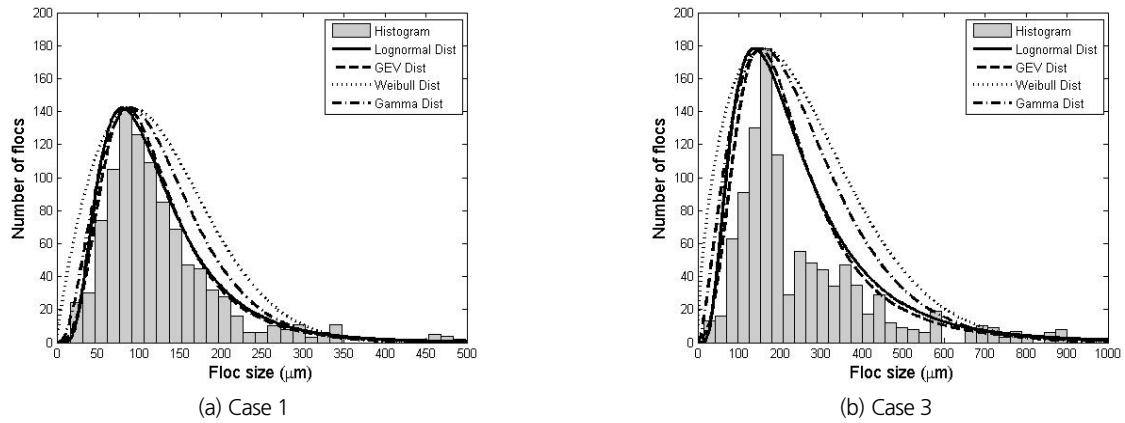 200
180
160
140
120
100
80
60
40
20
0
Number of flocs
Histogram
Lognormal Dist
GEV Dist
Weibull Dist
Gamma Dist
0 50 100 150 200 250 300 350 400 450 500
Floc size (μm)
(a) Case 1
200
180
160
140
120
100
80
60
40
20
0
Number of flocs
Histogram
Lognormal Dist
GEV Dist
Weibull Dist
Gamma Dist
0 100 200 300 400 500 600 700 800 900 1000
Floc size (μm)
(b) Case 3